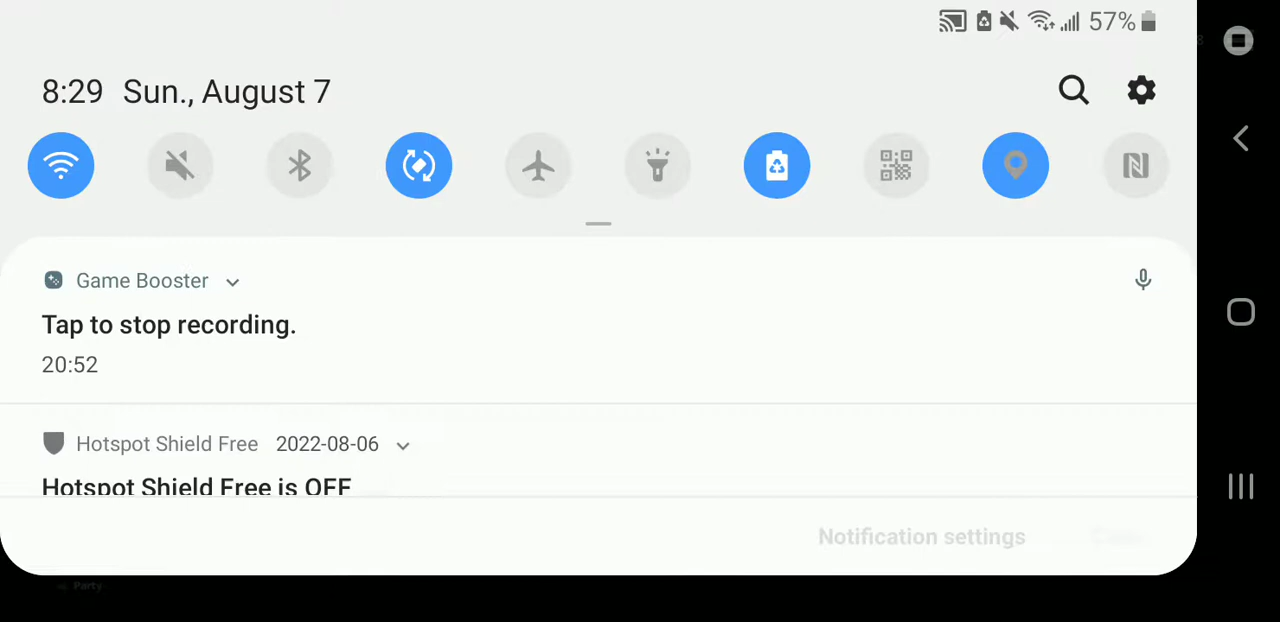 57%
8:29 Sun., August 7
Game Booster
Tap to stop recording.
20:52
Hotspot Shield Free 2022-08-06
Hotspot Shield Free is OFF
Notification settings
Party